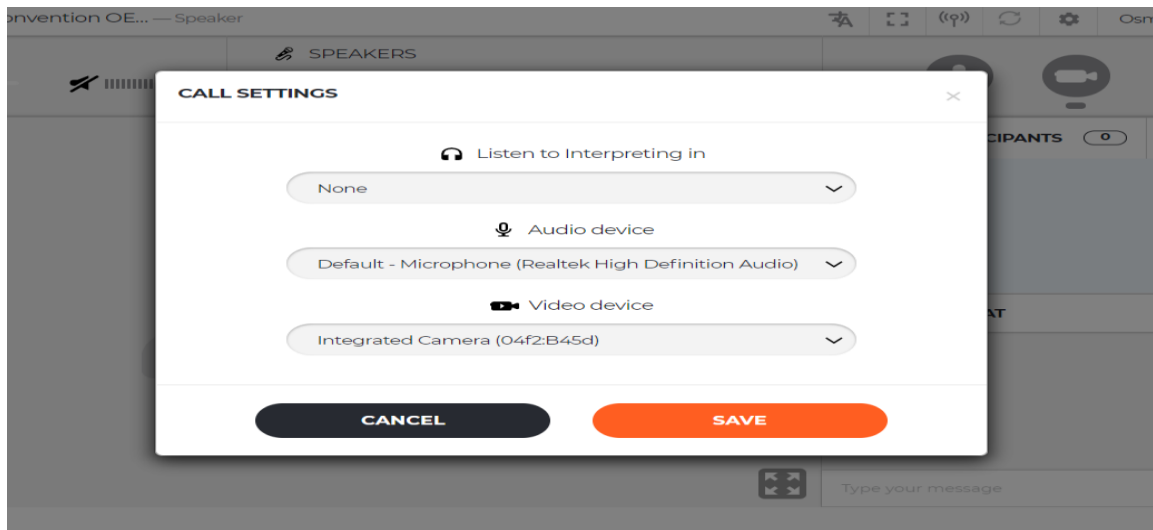 onvention OE... — Speaker
Osm
SPEAKERS
CALL SETTINGS
CIPANTS 0
Listen to Interpreting in
None
Audio device
Default - Microphone (Realtek High Definition Audio)
Video device
Integrated Camera (04f2:B45d)
AT
CANCEL
SAVE
Type your message